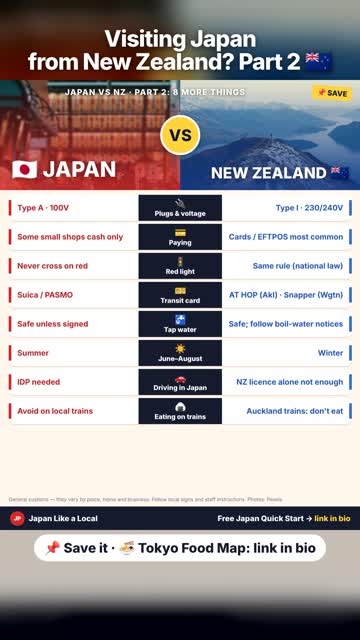 Visiting Japan
from New Zealand? Part 2 🇳🇿
JAPAN VS NZ · PART 2: 8 MORE THINGS
📌 SAVE
VS
🇯🇵 JAPAN
NEW ZEALAND 🇳🇿
Type A · 100V
Plugs & voltage
Type I · 230/240V
Some small shops cash only
Paying
Cards / EFTPOS most common
Never cross on red
Red light
Same rule (national law)
Suica / PASMO
Transit card
AT HOP (Akl) · Snapper (Wgtn)
Safe unless signed
Tap water
Safe; follow boil-water notices
Summer
June–August
Winter
IDP needed
Driving in Japan
NZ licence alone not enough
Avoid on local trains
Eating on trains
Auckland trains: don't eat
General customs — they vary by place, home and business. Follow local signs and staff instructions. Photos: Pexels.
JP
Japan Like a Local
Free Japan Quick Start → link in bio
📌 Save it · 🍜 Tokyo Food Map: link in bio